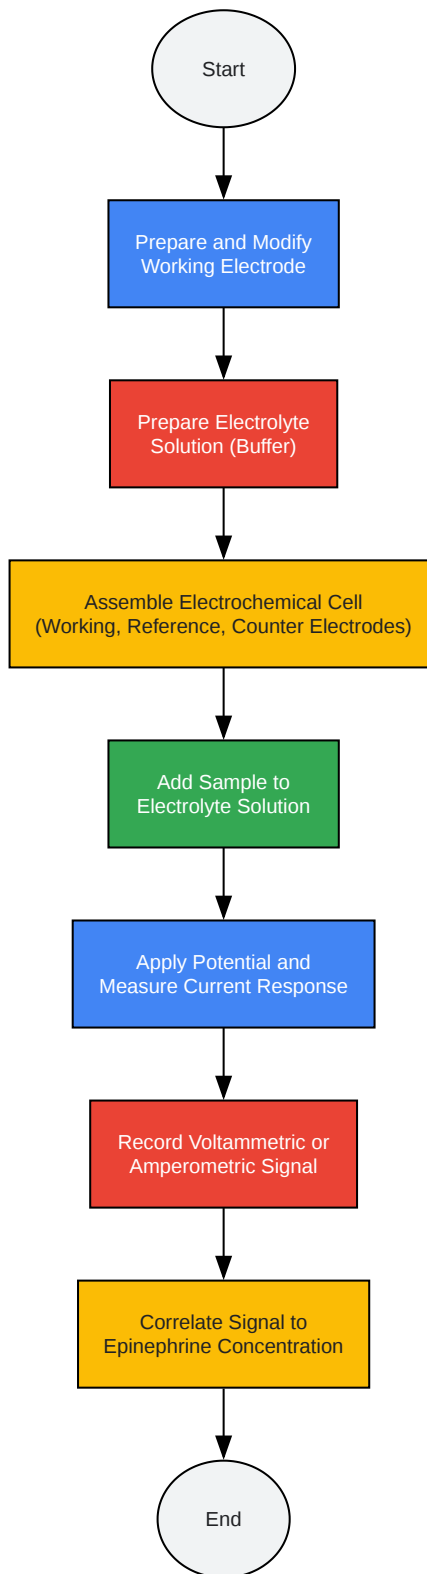 Start
Prepare and Modify
Working Electrode
Prepare Electrolyte
Solution (Buffer)
Assemble Electrochemical Cell
(Working, Reference, Counter Electrodes)
Add Sample to
Electrolyte Solution
Apply Potential and
Measure Current Response
Record Voltammetric or
Amperometric Signal
Correlate Signal to
Epinephrine Concentration
End